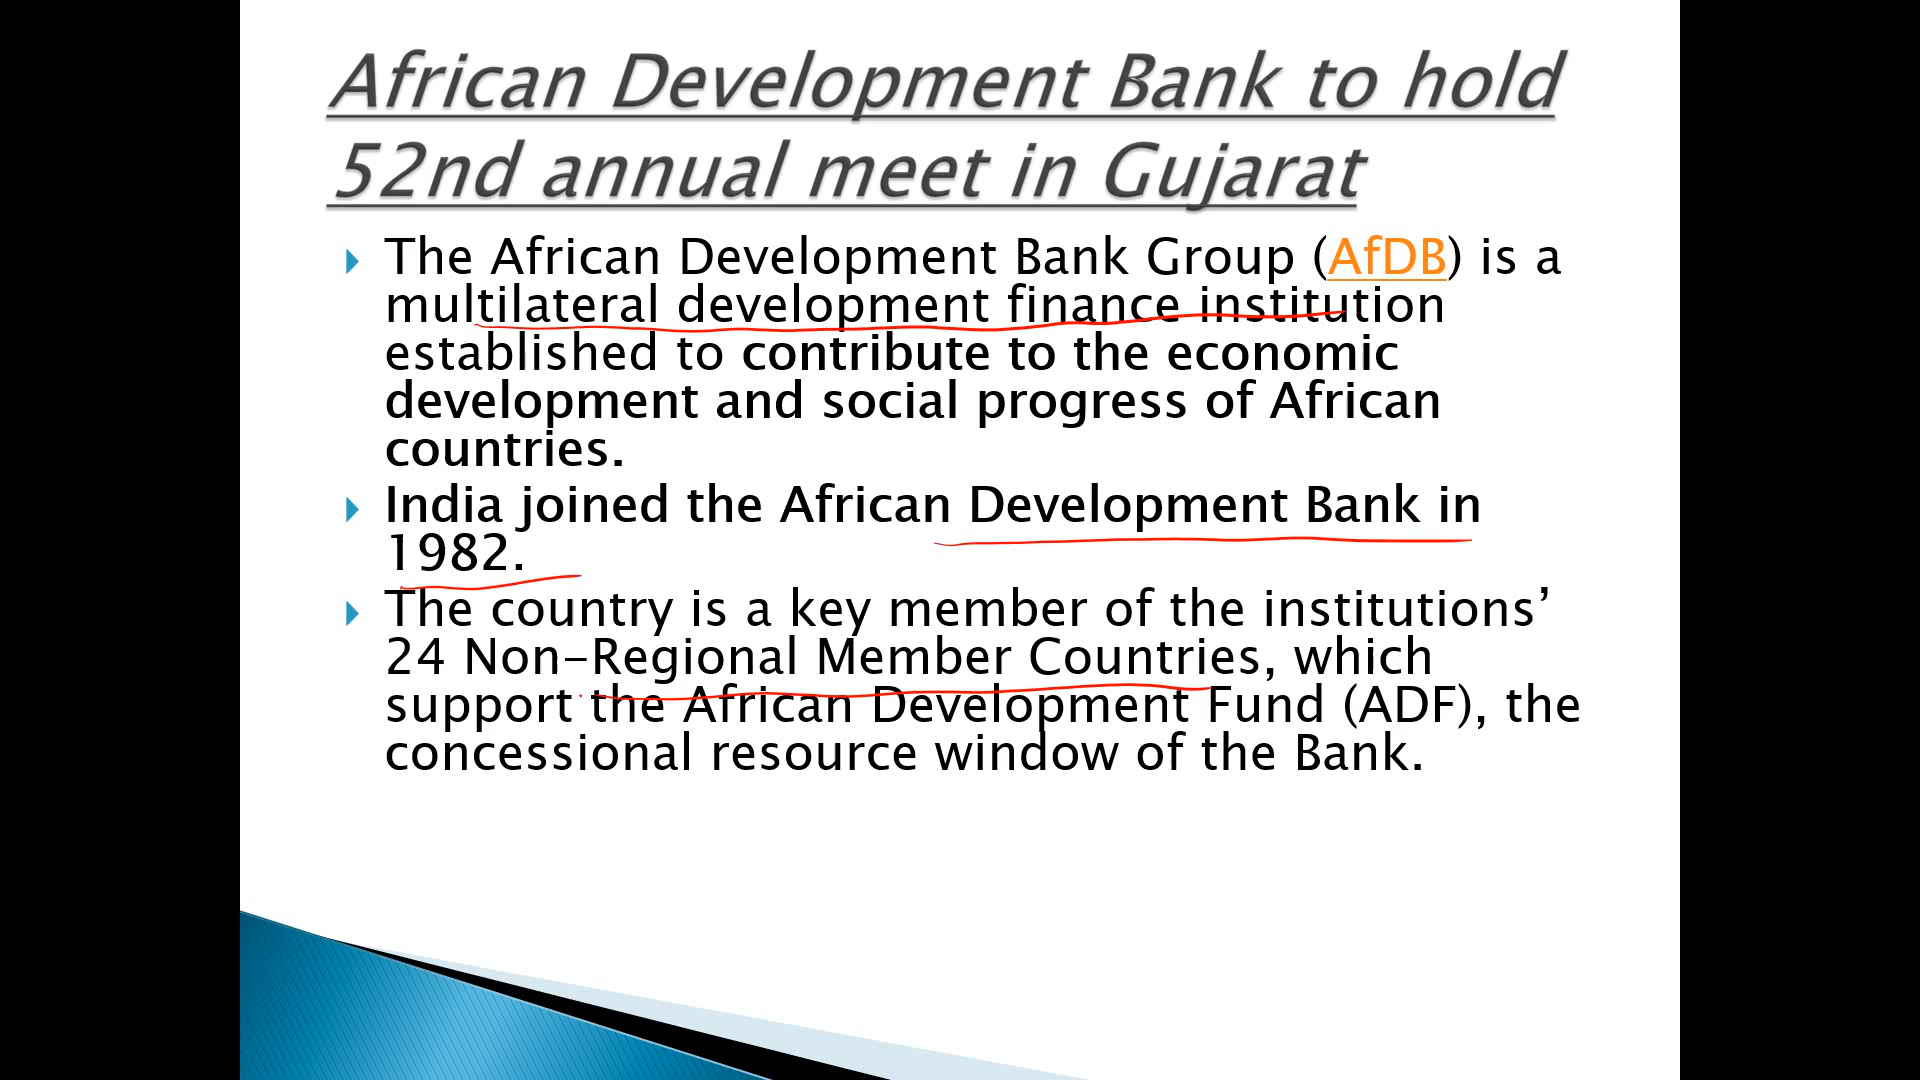 African Development Bank to hold
52nd annual meet in Gujarat
The African Development Bank Group (AfDB) is a
multilateral development finance institution
established to contribute to the economic
development and social progress of African
countries.
India joined the African Development Bank in
1982.
The country is a key member of the institutions’
24 Non-Regional Member Countries, which
support the African Development Fund (ADF), the
concessional resource window of the Bank.